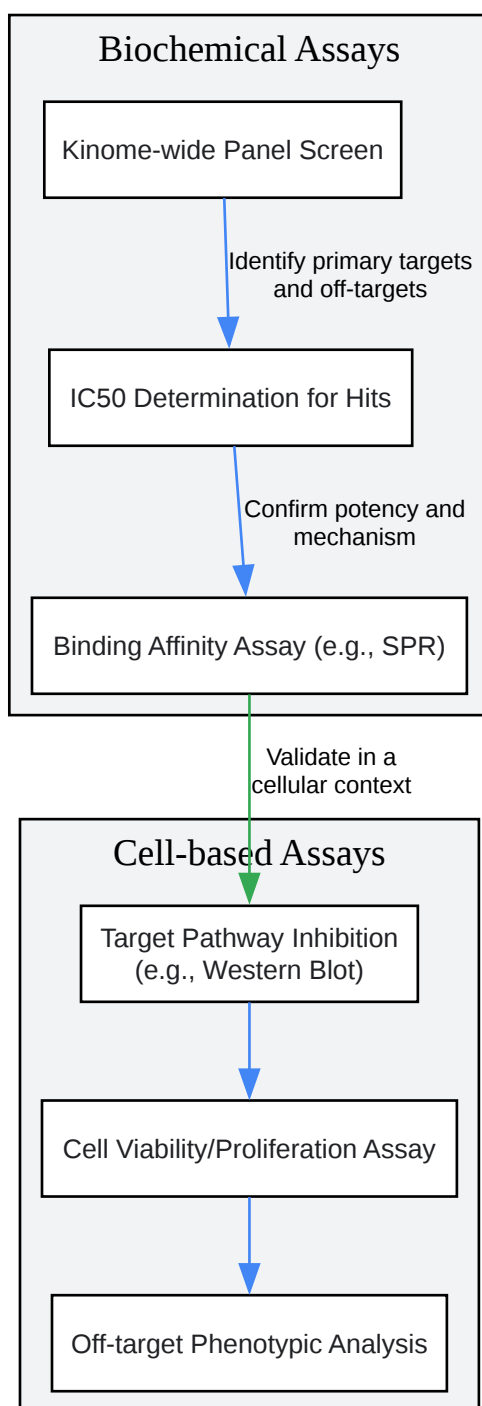 Biochemical Assays
Kinome-wide Panel Screen
Identify primary targets
and off-targets
IC50 Determination for Hits
Confirm potency and
mechanism
Binding Affinity Assay (e.g., SPR)
Validate in a
cellular context
Cell-based Assays
Target Pathway Inhibition
(e.g., Western Blot)
Cell Viability/Proliferation Assay
Off-target Phenotypic Analysis